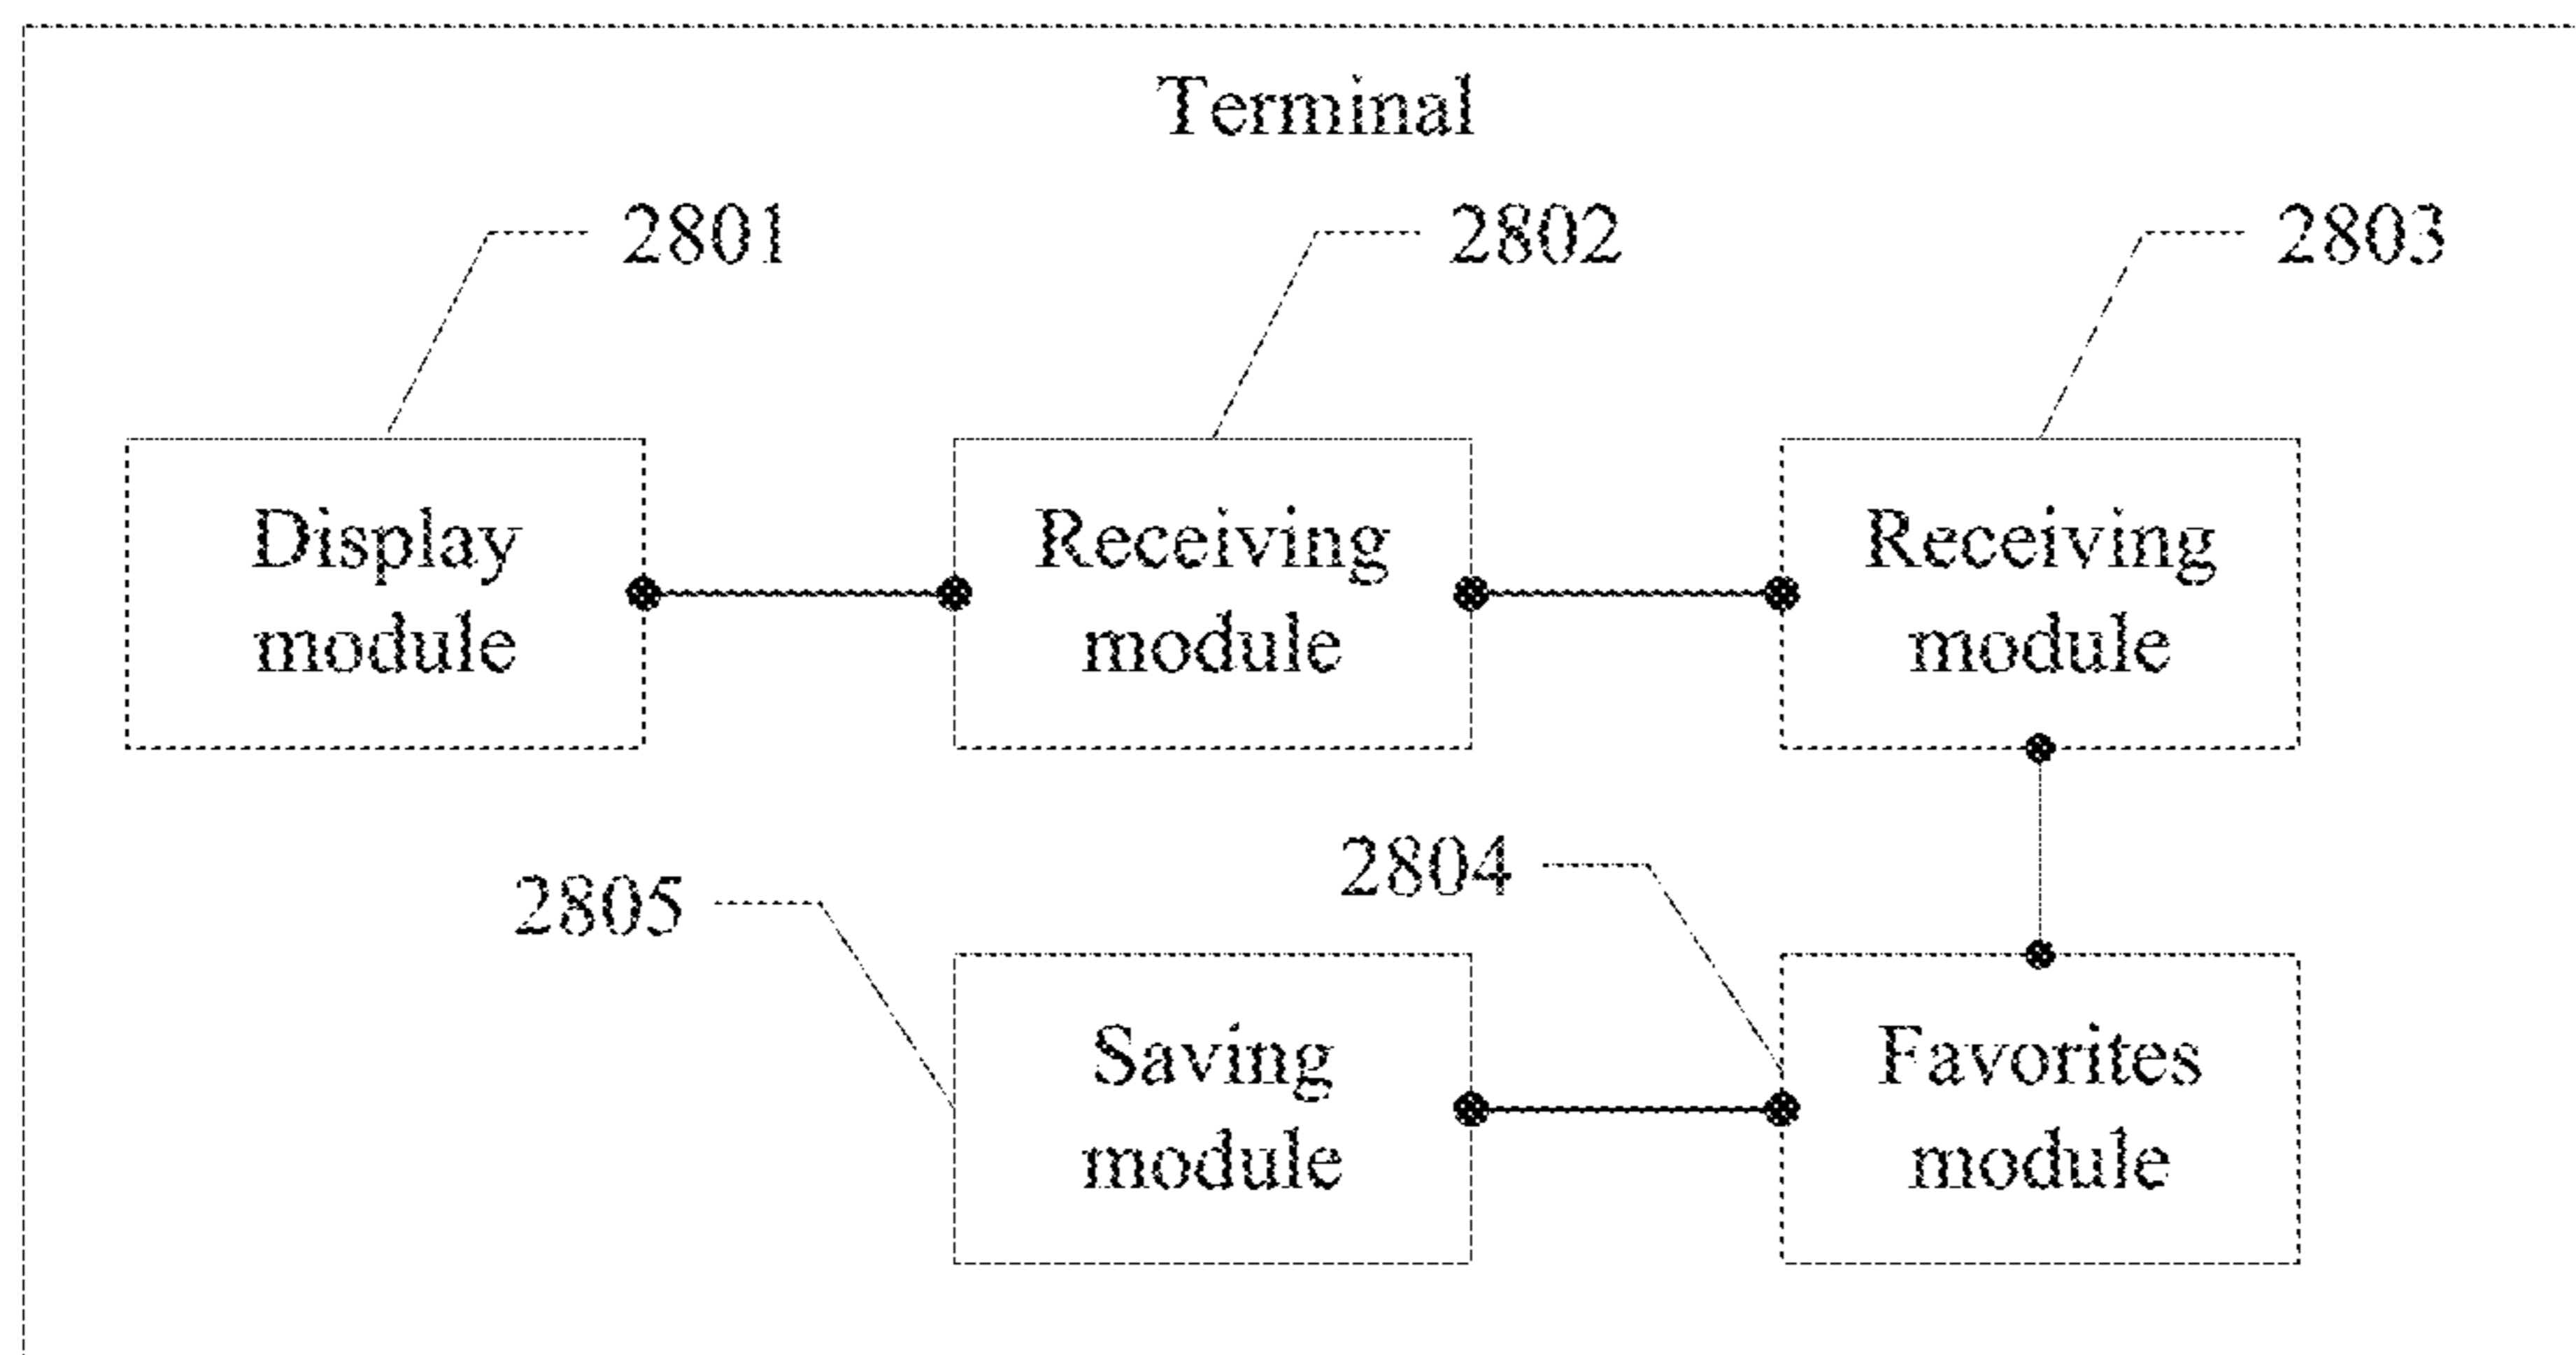 Terminal
2801
2802
2803
Display
module
Receiving
module
Receiving
module
2805
2804
Saving
module
Favorites
module